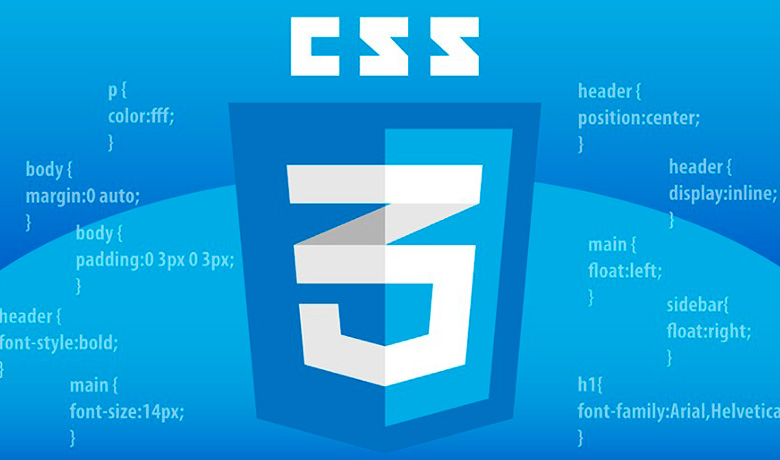 CSS
3
p {
color:fff;
}
body {
margin:0 auto;
}
body {
padding:0 3px 0 3px;
}
header {
font-style:bold;
}
main {
font-size:14px;
}
header {
position:center;
}
header {
display:inline;
}
main {
float:left;
}
sidebar{
float:right;
}
h1{
font-family:Arial,Helvetica
}